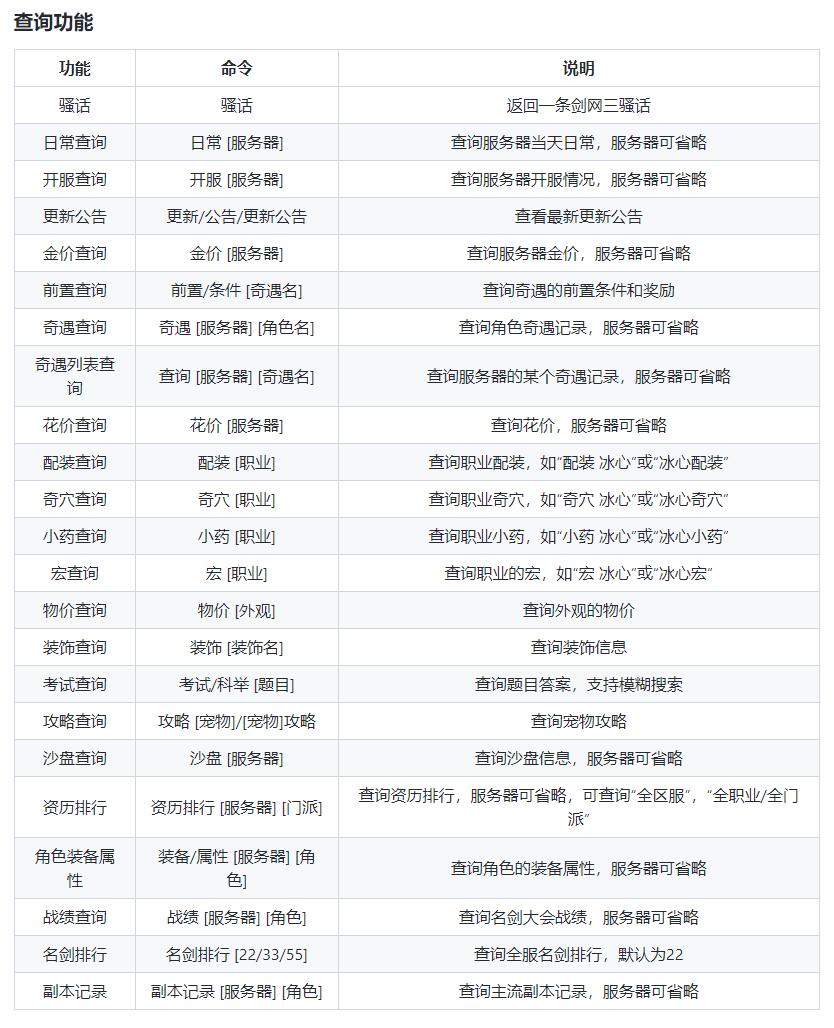 查询功能
功能 命令 说明
骚话 骚话 返回一条剑网三骚话
日常查询 日常 [服务器] 查询服务器当天日常，服务器可省略
开服查询 开服 [服务器] 查询服务器开服情况，服务器可省略
更新公告 更新/公告/更新公告 查看最新更新公告
金价查询 金价 [服务器] 查询服务器金价，服务器可省略
前置查询 前置/条件 [奇遇名] 查询奇遇的前置条件和奖励
奇遇查询 奇遇 [服务器] [角色名] 查询角色奇遇记录，服务器可省略
奇遇列表查
询 查询 [服务器] [奇遇名] 查询服务器的某个奇遇记录，服务器可省略
花价查询 花价 [服务器] 查询花价，服务器可省略
配装查询 配装 [职业] 查询职业配装，如“配装 冰心”或“冰心配装”
奇穴查询 奇穴 [职业] 查询职业奇穴，如“奇穴 冰心”或“冰心奇穴”
小药查询 小药 [职业] 查询职业小药，如“小药 冰心”或“冰心小药”
宏查询 宏 [职业] 查询职业的宏，如“宏 冰心”或“冰心宏”
物价查询 物价 [外观] 查询外观的物价
装饰查询 装饰 [装饰名] 查询装饰信息
考试查询 考试/科举 [题目] 查询题目答案，支持模糊搜索
攻略查询 攻略 [宠物]/[宠物]攻略 查询宠物攻略
沙盘查询 沙盘 [服务器] 查询沙盘信息，服务器可省略
资历排行 资历排行 [服务器] [门派] 查询资历排行，服务器可省略，可查询“全区服”，“全职业/全门
派”
角色装备属
性 装备/属性 [服务器] [角
色] 查询角色的装备属性，服务器可省略
战绩查询 战绩 [服务器] [角色] 查询名剑大会战绩，服务器可省略
名剑排行 名剑排行 [22/33/55] 查询全服名剑排行，默认为22
副本记录 副本记录 [服务器] [角色] 查询主流副本记录，服务器可省略